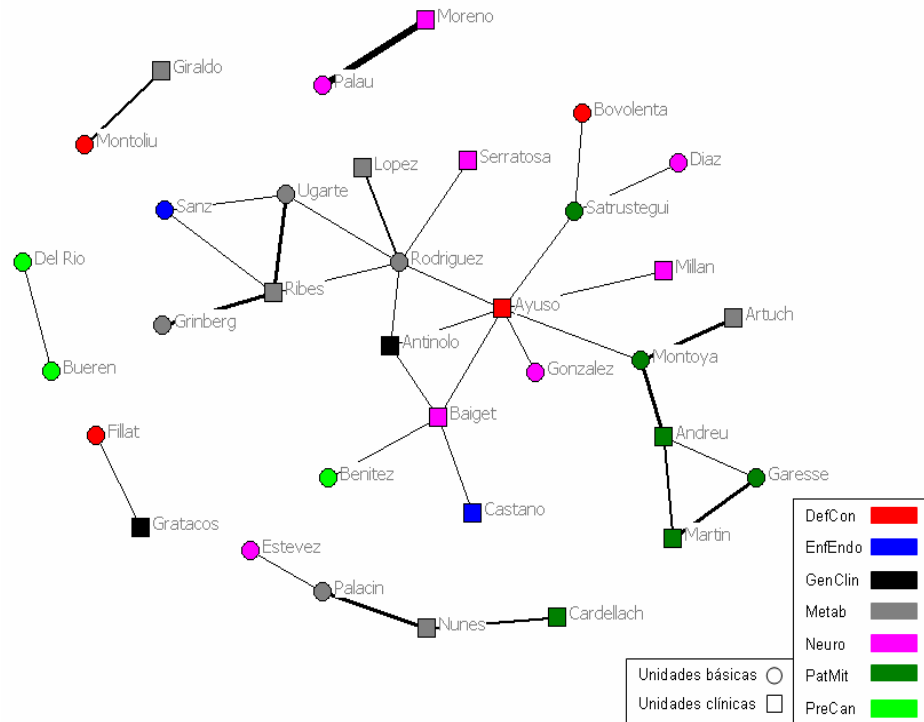 Moreno
Giraldo
Palau
Montoliu
Bovolenta
Lopez
Serratosa
Diaz
Ugarte
Sanz
Satrustegui
Del Rio
Rodriguez
Millan
Ribes
Ayuso
Grinberg
Artuch
Antinolo
Montoya
Bueren
Gonzalez
Baiget
Fillat
Andreu
Benitez
Garesse
Castano
Gratacos
Martin
Estevez
Palacin
Nunes
Cardellach
DefCon
EnfEndo
GenClin
Metab
Neuro
PatMit
PreCan
Unidades básicas
Unidades clínicas